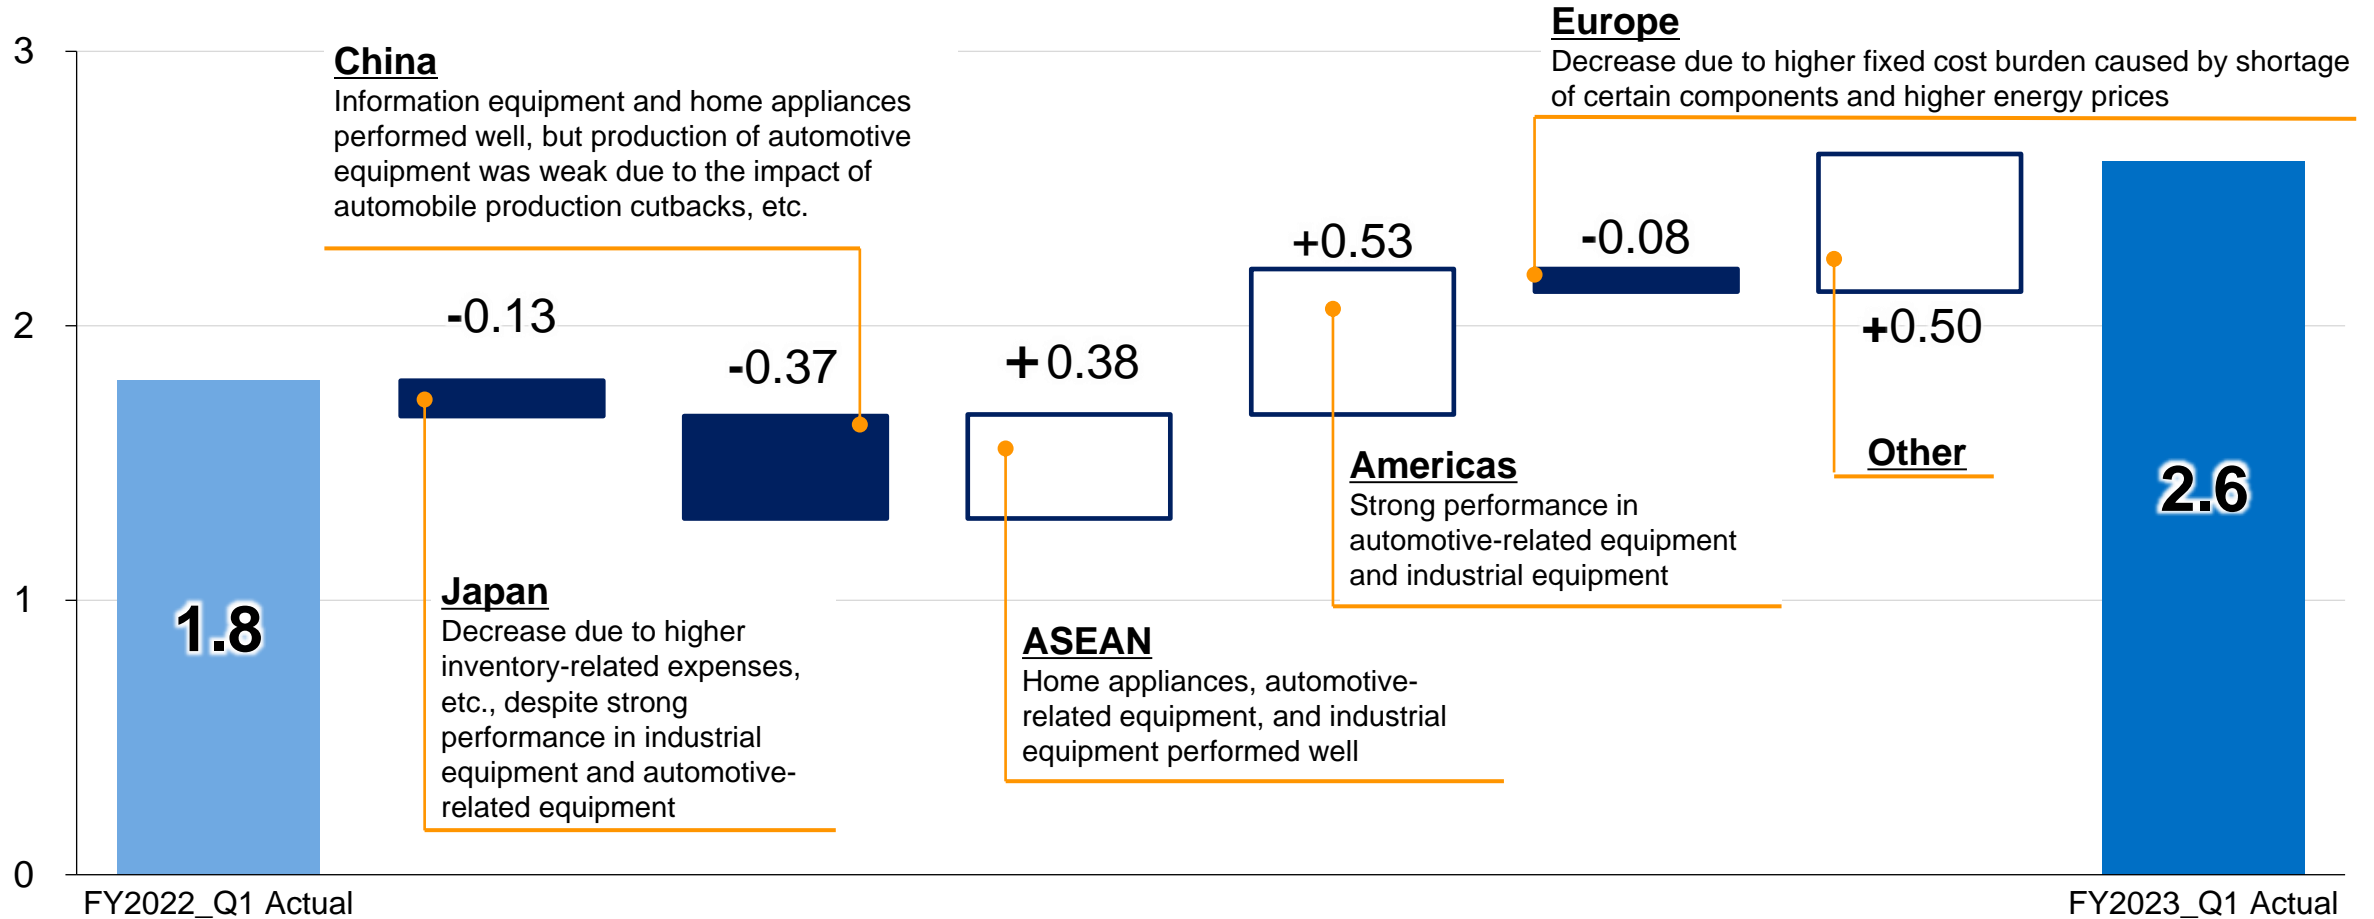 3
2
1
0
China
Information equipment and home appliances
performed well, but production of automotive
equipment was weak due to the impact of
automobile production cutbacks, etc.
Europe
Decrease due to higher fixed cost burden caused by shortage
of certain components and higher energy prices
-0.13
-0.37
+0.38
+0.53
-0.08
+0.50
Other
Americas
Strong performance in
automotive-related equipment
and industrial equipment
Japan
Decrease due to higher
inventory-related expenses,
etc., despite strong
performance in industrial
equipment and automotive-
related equipment
ASEAN
Home appliances, automotive-
related equipment, and industrial
equipment performed well
1.8
2.6
FY2022_Q1 Actual
FY2023_Q1 Actual